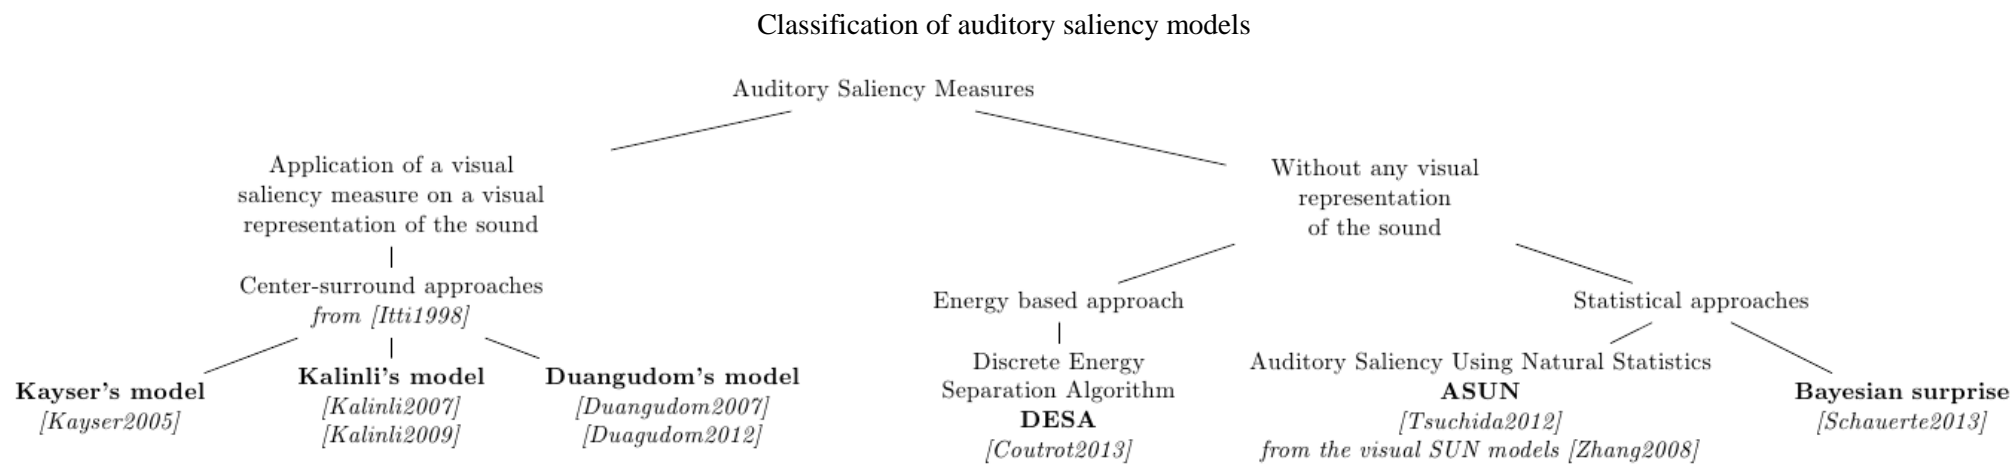 Classification of auditory saliency models
Auditory Saliency Measures
Application of a visual
saliency measure on a visual
representation of the sound
Without any visual
representation
of the sound
Center-surround approaches
from [Itti1998]
Energy based approach
Statistical approaches
Kayser's model
[Kayser2005]
Kalinli's model
[Kalinli2007]
[Kalinli2009]
Duangudom's model
[Duangudom2007]
[Duagudom2012]
Discrete Energy
Separation Algorithm
DESA
[Coutrot2013]
Auditory Saliency Using Natural Statistics
ASUN
[Tsuchida2012]
from the visual SUN models [Zhang2008]
Bayesian surprise
[Schauerte2013]